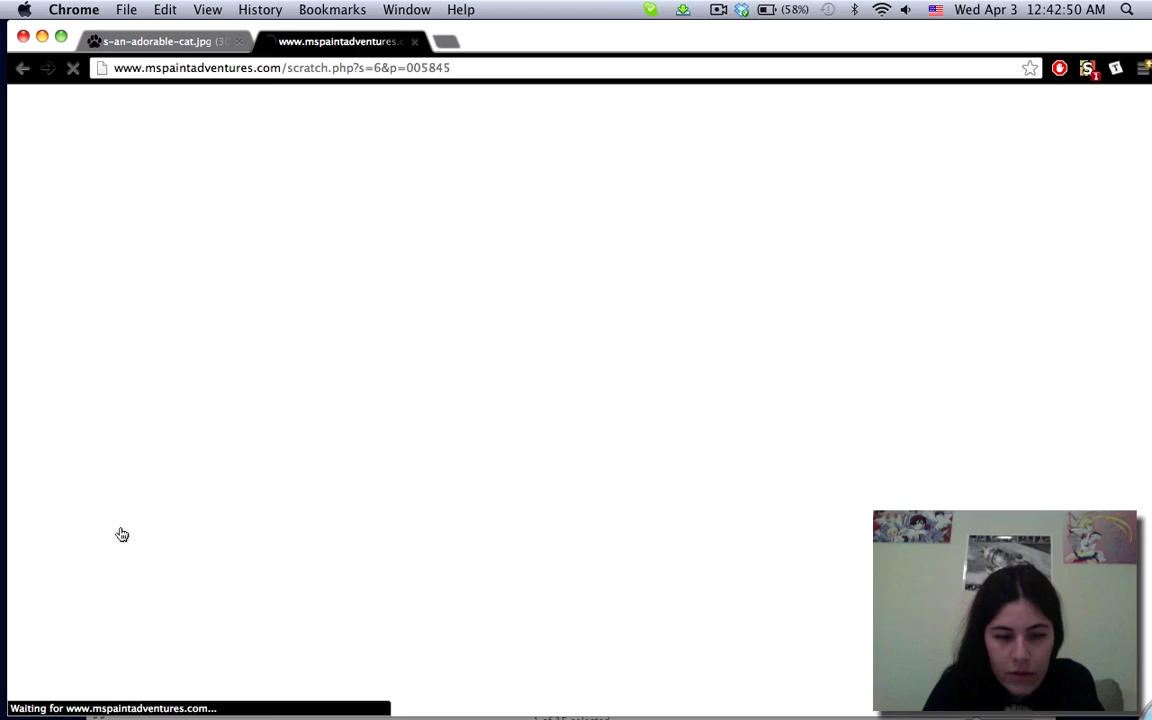 Chrome File Edit View History Bookmarks Window Help (58%) Wed Apr 3 12:42:50 AM
s-an-adorable-cat.jpg (3 www.mspaintadventures.c
www.mspaintadventures.com/scratch.php?s=6&p=005845
Waiting for www.mspaintadventures.com...